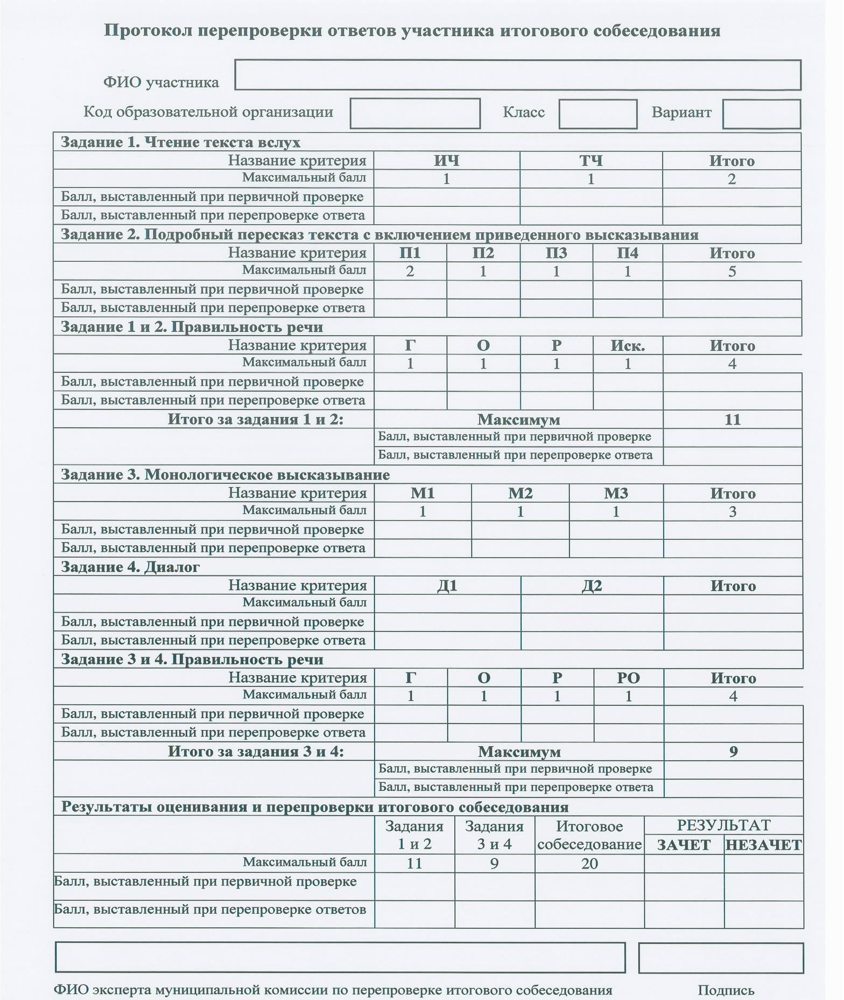 Протокол перепроверки ответов участника итогового собеседования
ФИО участника
Код образовательной организации Класс Вариант
Задание 1. Чтение текста вслух
Название критерия ИЧ ТЧ Итого
Максимальный балл 1 1 2
Балл, выставленный при первичной проверке
Балл, выставленный при перепроверке ответа
Задание 2. Подробный пересказ текста с включением приведенного высказывания
Название критерия П1 П2 П3 П4 Итого
Максимальный балл 2 1 1 1 5
Балл, выставленный при первичной проверке
Балл, выставленный при перепроверке ответа
Задание 1 и 2. Правильность речи
Название критерия Г О Р Иск. Итого
Максимальный балл 1 1 1 1 4
Балл, выставленный при первичной проверке
Балл, выставленный при перепроверке ответа
Итого за задания 1 и 2: Максимум 11
Балл, выставленный при первичной проверке
Балл, выставленный при перепроверке ответа
Задание 3. Монологическое высказывание
Название критерия М1 М2 М3 Итого
Максимальный балл 1 1 1 3
Балл, выставленный при первичной проверке
Балл, выставленный при перепроверке ответа
Задание 4. Диалог
Название критерия Д1 Д2 Итого
Максимальный балл
Балл, выставленный при первичной проверке
Балл, выставленный при перепроверке ответа
Задание 3 и 4. Правильность речи
Название критерия Г О Р РО Итого
Максимальный балл 1 1 1 1 4
Балл, выставленный при первичной проверке
Балл, выставленный при перепроверке ответа
Итого за задания 3 и 4: Максимум 9
Балл, выставленный при первичной проверке
Балл, выставленный при перепроверке ответа
Результаты оценивания и перепроверки итогового собеседования
Задания Задания Итоговое РЕЗУЛЬТАТ
1 и 2 3 и 4 собеседование ЗАЧЕТ НЕЗАЧЕТ
Максимальный балл 11 9 20
Балл, выставленный при первичной проверке
Балл, выставленный при перепроверке ответов
ФИО эксперта муниципальной комиссии по перепроверке итогового собеседования Подпись